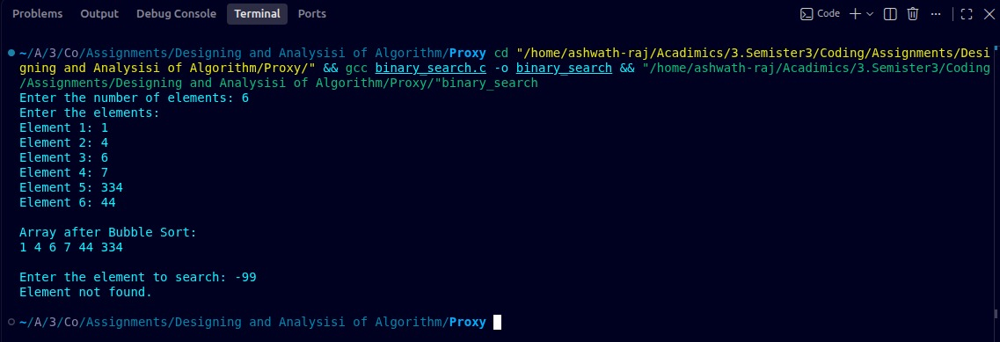 Problems Output Debug Console Terminal Ports Code
~/A/3/Co/Assignments/Designing and Analysisi of Algorithm/Proxy cd "/home/ashwath-raj/Acadimics/3.Semister3/Coding/Assignments/Desi
gning and Analysisi of Algorithm/Proxy/" && gcc binary_search.c -o binary_search && "/home/ashwath-raj/Acadimics/3.Semister3/Coding
/Assignments/Designing and Analysisi of Algorithm/Proxy/"binary_search
Enter the number of elements: 6
Enter the elements:
Element 1: 1
Element 2: 4
Element 3: 6
Element 4: 7
Element 5: 334
Element 6: 44
Array after Bubble Sort:
1 4 6 7 44 334
Enter the element to search: -99
Element not found.
~/A/3/Co/Assignments/Designing and Analysisi of Algorithm/Proxy